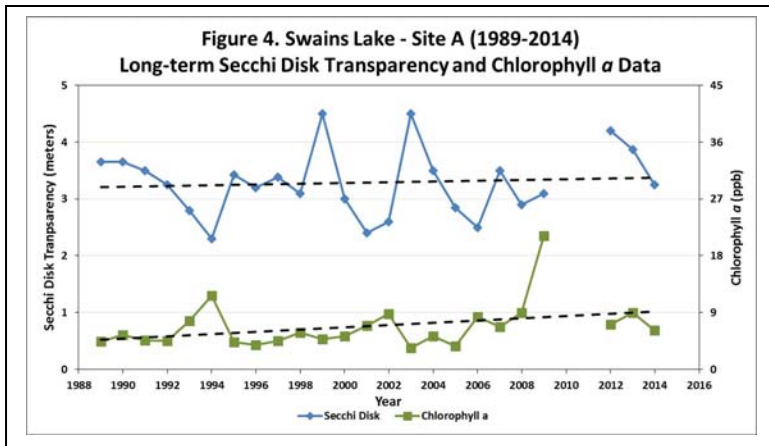 Figure 4. Swains Lake - Site A (1989-2014)
Long-term Secchi Disk Transparency and Chlorophyll a Data
Secchi Disk Tranpsarency (meters)
5
4
3
2
1
0
45
36
27
18
9
0
Chlorophyll a (ppb)
1988 1990 1992 1994 1996 1998 2000 2002 2004 2006 2008 2010 2012 2014 2016
Year
Secchi Disk Chlorophyll a